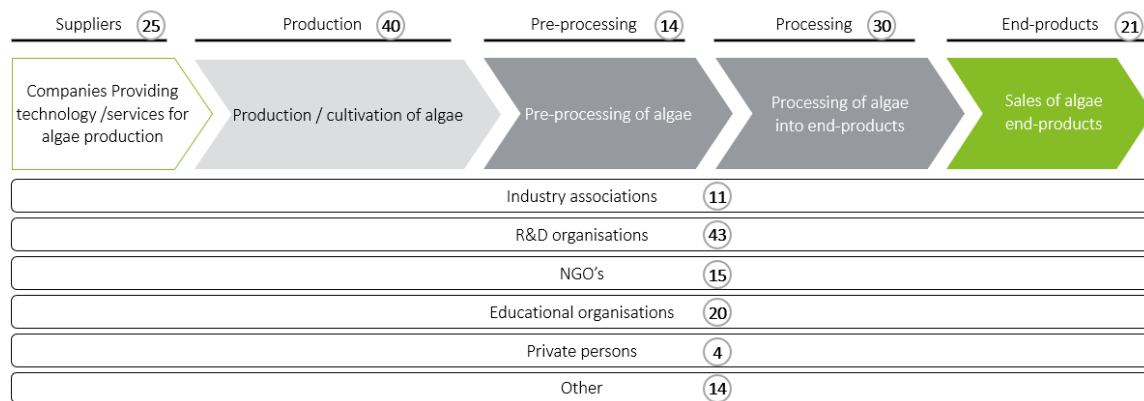 Suppliers 25 Production 40 Pre-processing 14 Processing 30 End-products 21
Companies Providing
technology /services for
algae production
Production / cultivation of algae
Pre-processing of algae
Processing of algae
into end-products
Sales of algae
end-products
Industry associations 11
R&D organisations 43
NGO's 15
Educational organisations 20
Private persons 4
Other 14